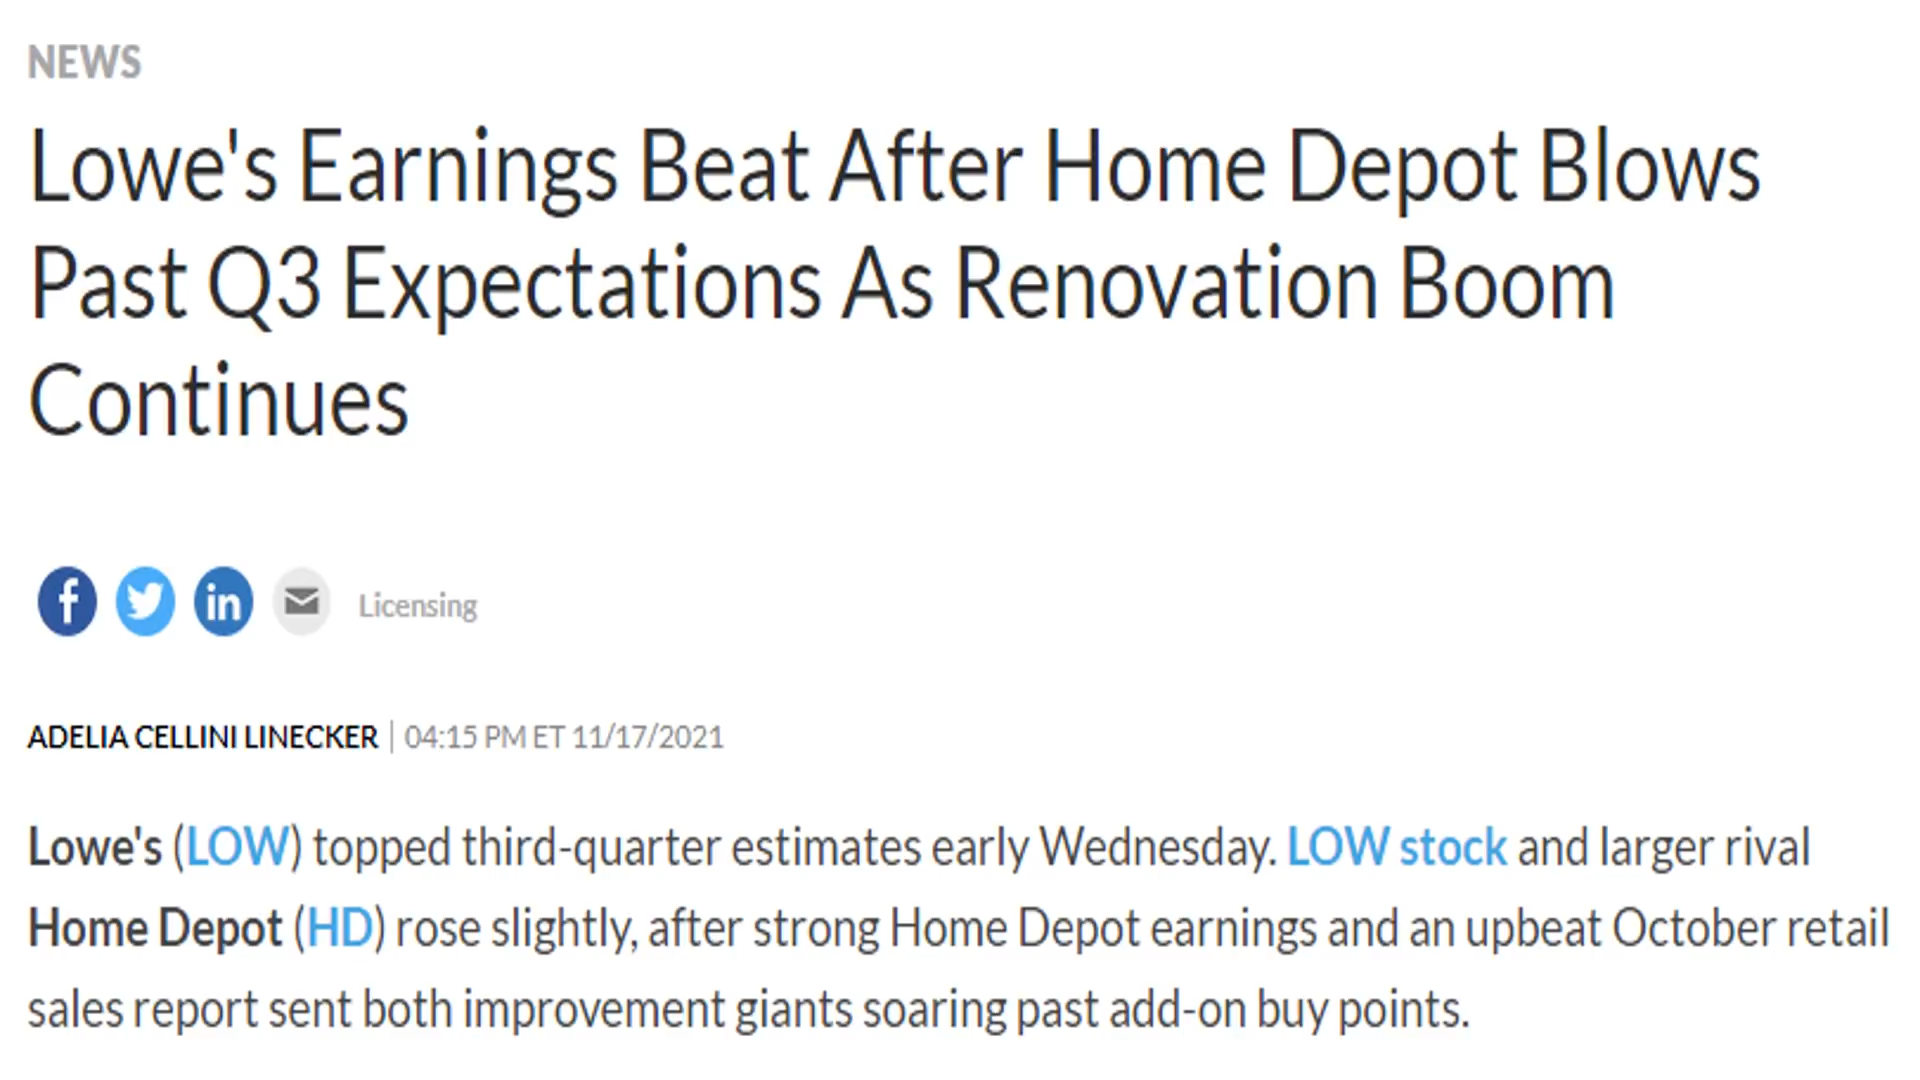 NEWS
Lowe's Earnings Beat After Home Depot Blows
Past Q3 Expectations As Renovation Boom
Continues
f in Licensing
ADELIA CELLINI LINECKER | 04:15 PM ET 11/17/2021
Lowe's (LOW) topped third-quarter estimates early Wednesday. LOW stock and larger rival
Home Depot (HD) rose slightly, after strong Home Depot earnings and an upbeat October retail
sales report sent both improvement giants soaring past add-on buy points.